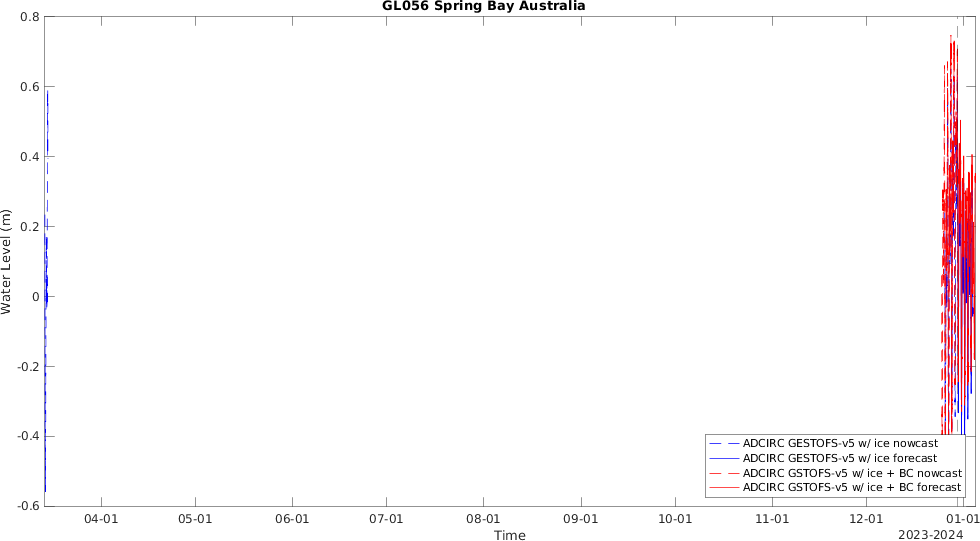 GL056 Spring Bay Australia
0.8
0.6
0.4
0.2
0
-0.2
-0.4
-0.6
Water Level (m)
ADCIRC GESTOFS-v5 w/ ice nowcast
ADCIRC GESTOFS-v5 w/ ice forecast
ADCIRC GSTOFS-v5 w/ ice + BC nowcast
ADCIRC GSTOFS-v5 w/ ice + BC forecast
04-01 05-01 06-01 07-01 08-01 09-01 10-01 11-01 12-01 01-01
Time
2023-2024